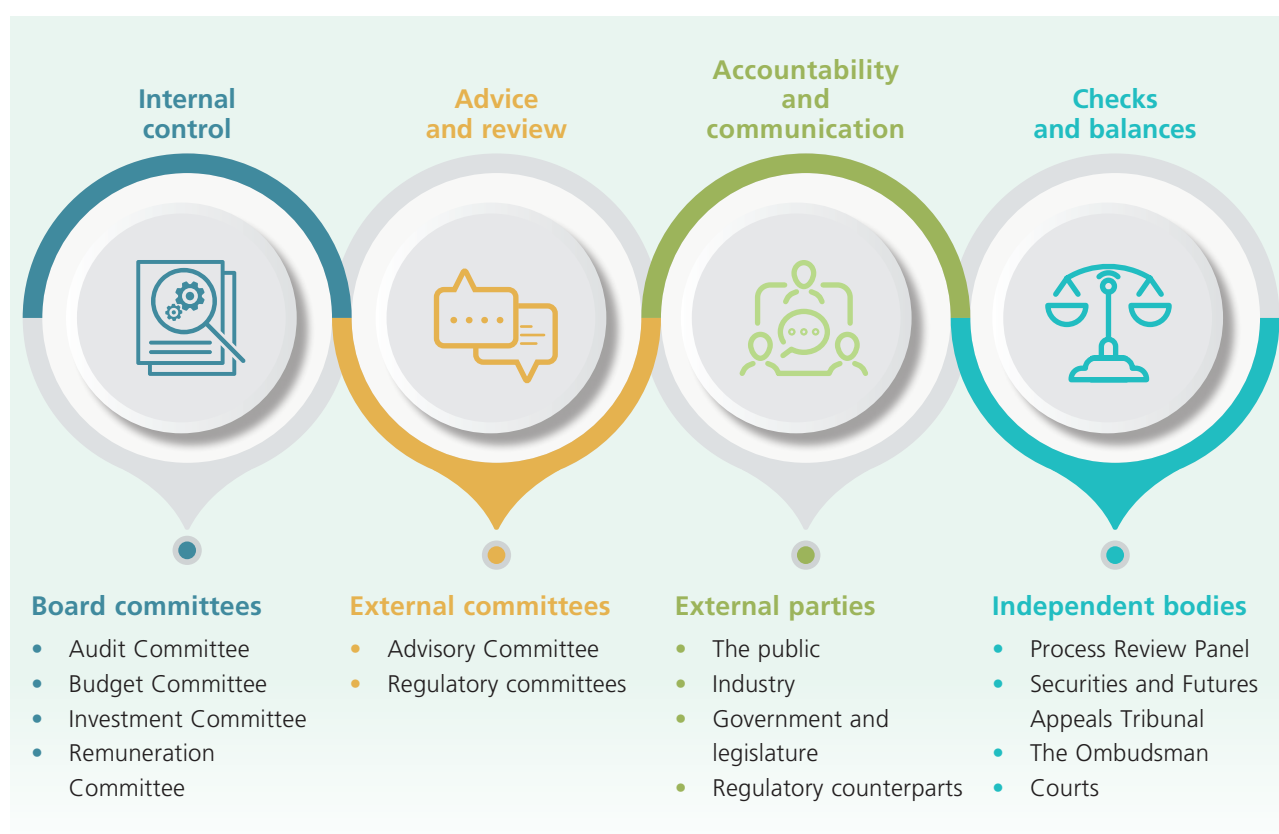 Internal
control
Advice
and review
Accountability
and
communication
Checks
and balances
Board committees
• Audit Committee
• Budget Committee
• Investment Committee
• Remuneration
Committee
External committees
• Advisory Committee
• Regulatory committees
External parties
• The public
• Industry
• Government and
legislature
• Regulatory counterparts
Independent bodies
• Process Review Panel
• Securities and Futures
Appeals Tribunal
• The Ombudsman
• Courts